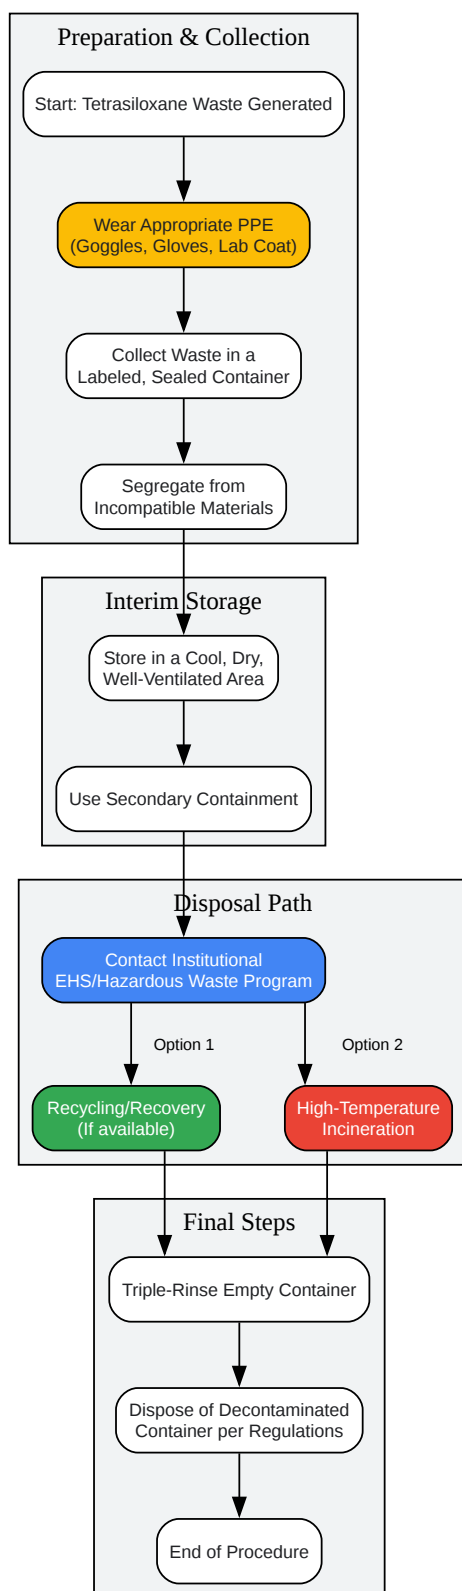 Preparation & Collection
Start: Tetrasiloxane Waste Generated
Wear Appropriate PPE
(Goggles, Gloves, Lab Coat)
Collect Waste in a
Labeled, Sealed Container
Segregate from
Incompatible Materials
Interim Storage
Store in a Cool, Dry,
Well-Ventilated Area
Use Secondary Containment
Disposal Path
Contact Institutional
EHS/Hazardous Waste Program
Option 1
Option 2
Recycling/Recovery
(If available)
High-Temperature
Incineration
Final Steps
Triple-Rinse Empty Container
Dispose of Decontaminated
Container per Regulations
End of Procedure